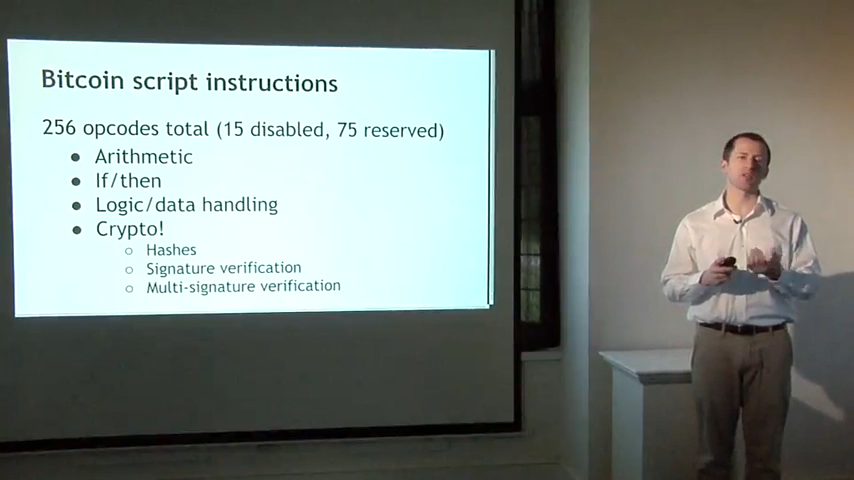 Bitcoin script instructions
256 opcodes total (15 disabled, 75 reserved)
● Arithmetic
● If/then
● Logic/data handling
● Crypto!
○ Hashes
○ Signature verification
○ Multi-signature verification